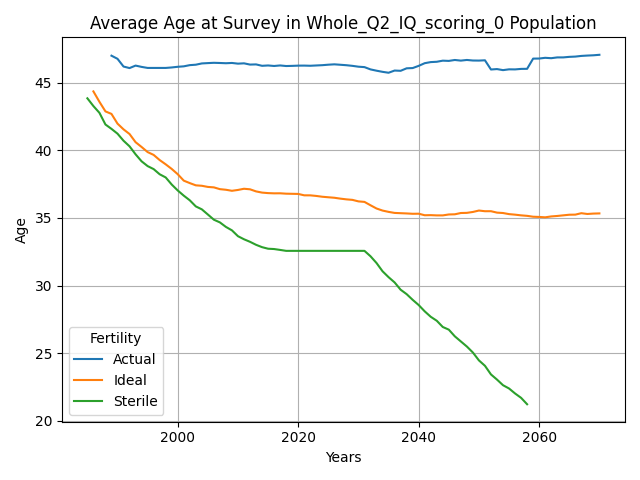 Average Age at Survey in Whole_Q2_IQ_scoring_0 Population
Age
45
40
35
30
25
20
Fertility
Actual
Ideal
Sterile
2000
2020
2040
2060
Years